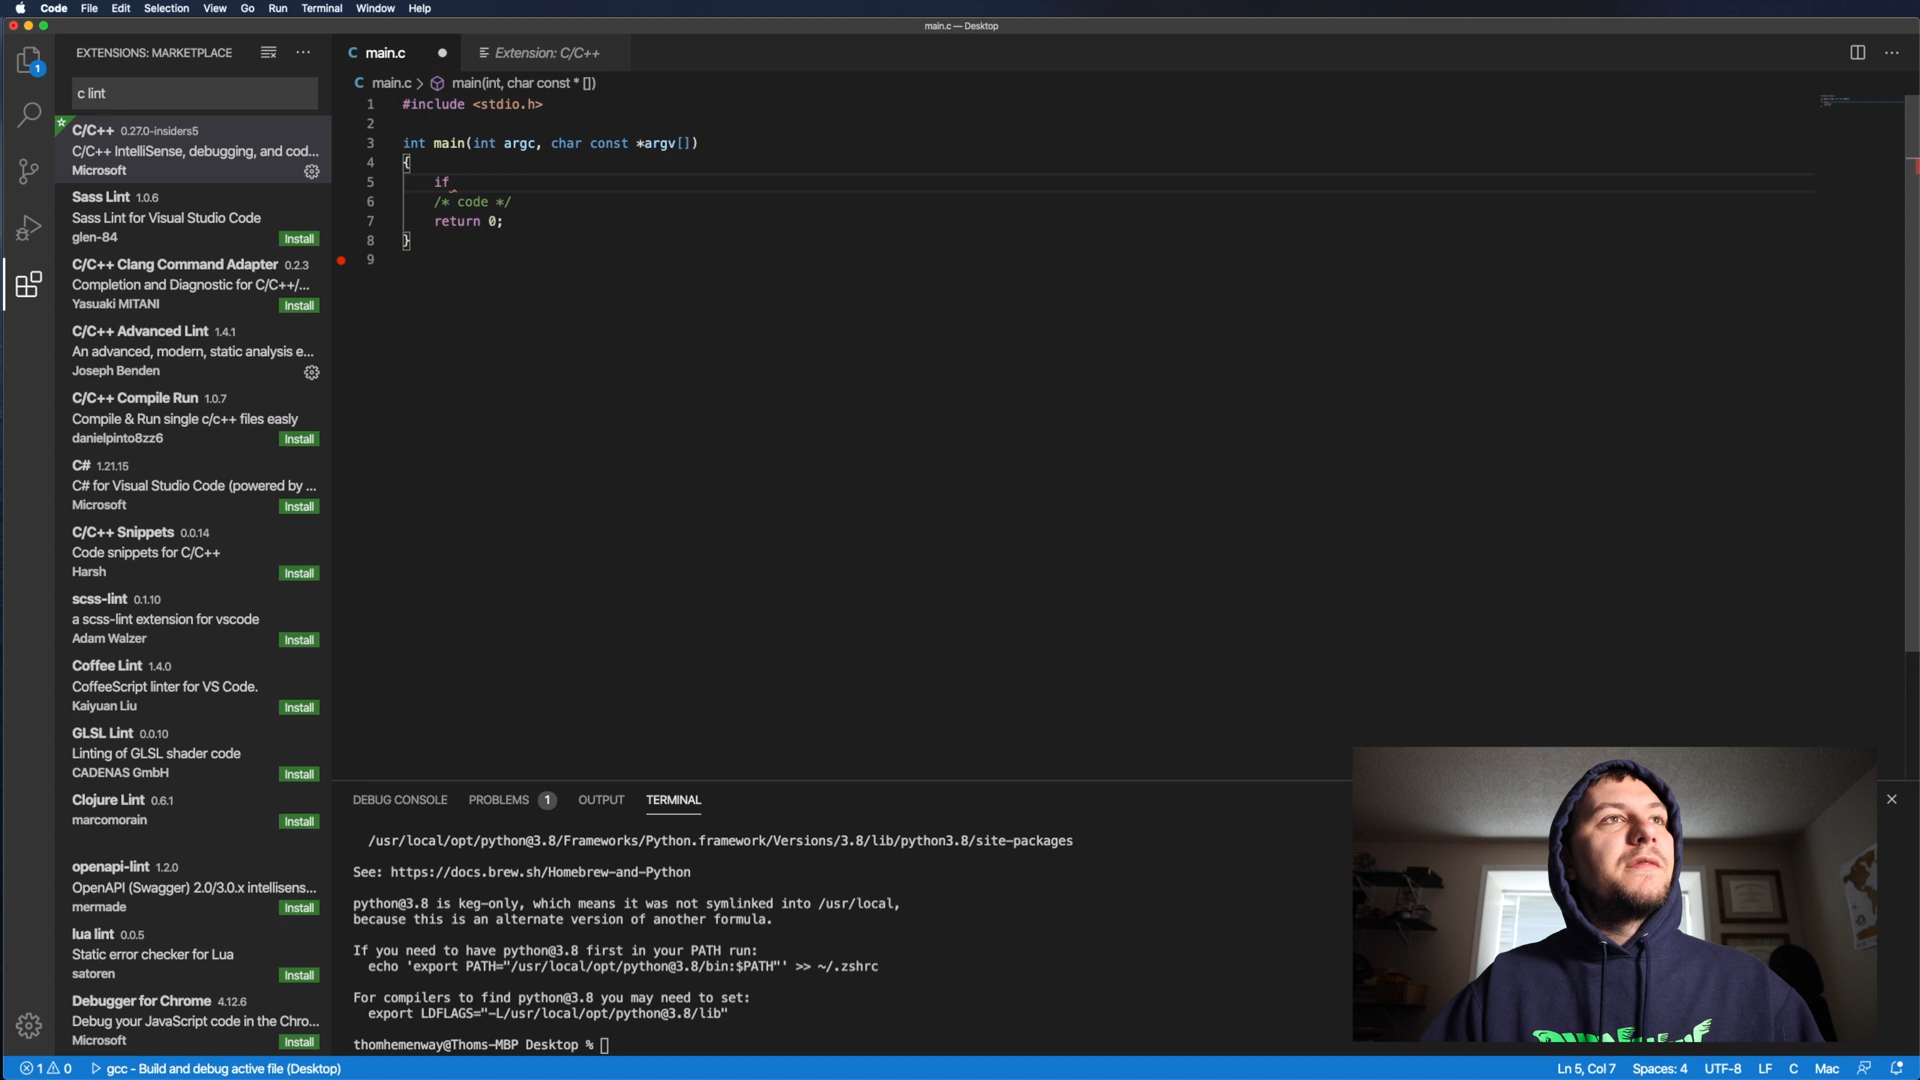 Code File Edit Selection View Go Run Terminal Window Help
main.c — Desktop
EXTENSIONS: MARKETPLACE
c lint
C/C++ 0.27.0-insiders5
C/C++ IntelliSense, debugging, and cod...
Microsoft
Sass Lint 1.0.6
Sass Lint for Visual Studio Code
glen-84 Install
C/C++ Clang Command Adapter 0.2.3
Completion and Diagnostic for C/C++/...
Yasuaki MITANI Install
C/C++ Advanced Lint 1.4.1
An advanced, modern, static analysis e...
Joseph Benden
C/C++ Compile Run 1.0.7
Compile & Run single c/c++ files easly
danielpinto8zz6 Install
C# 1.21.15
C# for Visual Studio Code (powered by ...
Microsoft Install
C/C++ Snippets 0.0.14
Code snippets for C/C++
Harsh Install
scss-lint 0.1.10
a scss-lint extension for vscode
Adam Walzer Install
Coffee Lint 1.4.0
CoffeeScript linter for VS Code.
Kaiyuan Liu Install
GLSL Lint 0.0.10
Linting of GLSL shader code
CADENAS GmbH Install
Clojure Lint 0.6.1
marcomorain Install
openapi-lint 1.2.0
OpenAPI (Swagger) 2.0/3.0.x intellisens...
mermade Install
lua lint 0.0.5
Static error checker for Lua
satoren Install
Debugger for Chrome 4.12.6
Debug your JavaScript code in the Chro...
Microsoft Install
1
C main.c ● Extension: C/C++
C main.c > main(int, char const * [])
1 #include <stdio.h>
2
3 int main(int argc, char const *argv[])
4 {
5 if
6 /* code */
7 return 0;
8 }
9
DEBUG CONSOLE PROBLEMS 1 OUTPUT TERMINAL
/usr/local/opt/python@3.8/Frameworks/Python.framework/Versions/3.8/lib/python3.8/site-packages
See: https://docs.brew.sh/Homebrew-and-Python
python@3.8 is keg-only, which means it was not symlinked into /usr/local,
because this is an alternate version of another formula.
If you need to have python@3.8 first in your PATH run:
echo 'export PATH="/usr/local/opt/python@3.8/bin:$PATH"' >> ~/.zshrc
For compilers to find python@3.8 you may need to set:
export LDFLAGS="-L/usr/local/opt/python@3.8/lib"
thomhemenway@Thoms-MBP Desktop %
1 0 gcc - Build and debug active file (Desktop) Ln 5, Col 7 Spaces: 4 UTF-8 LF C Mac